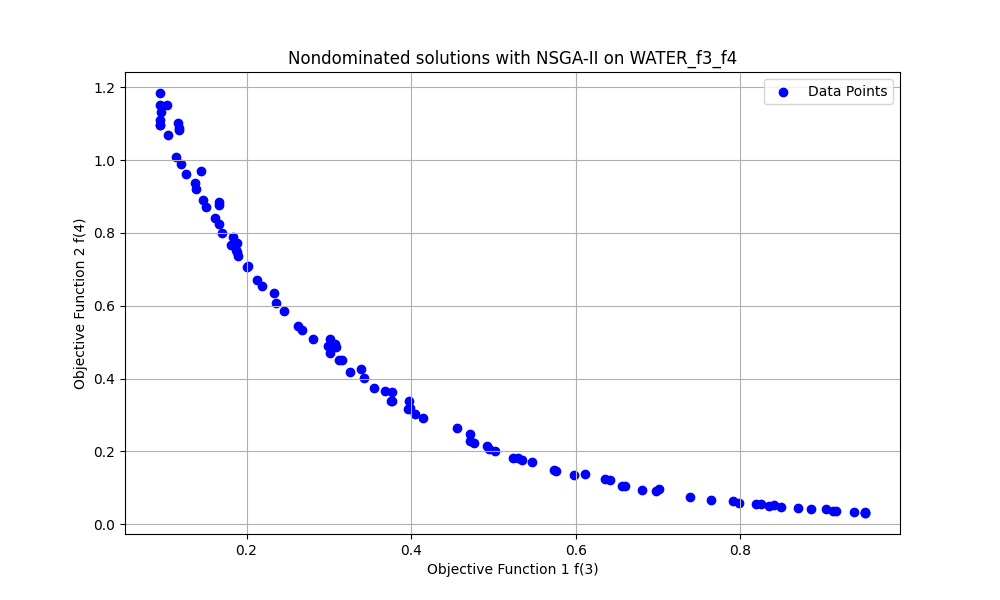 Nondominated solutions with NSGA-II on WATER_f3_f4
Data Points
1.2
1.0
0.8
0.6
0.4
0.2
0.0
Objective Function 2 f(4)
0.2 0.4 0.6 0.8
Objective Function 1 f(3)